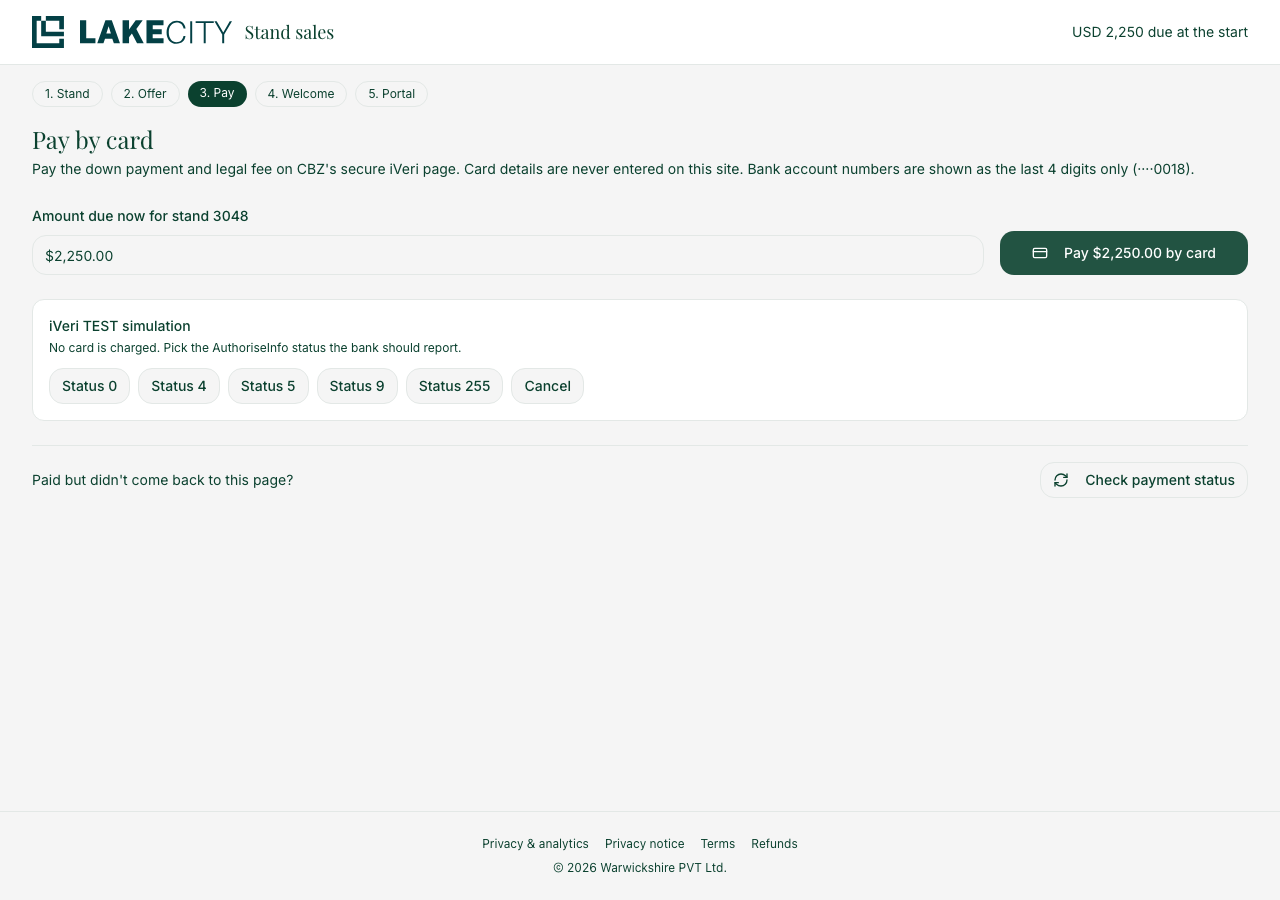 LAKECITY Stand sales
USD 2,250 due at the start
1. Stand
2. Offer
3. Pay
4. Welcome
5. Portal
Pay by card
Pay the down payment and legal fee on CBZ's secure iVeri page. Card details are never entered on this site. Bank account numbers are shown as the last 4 digits only (····0018).
Amount due now for stand 3048
$2,250.00
Pay $2,250.00 by card
iVeri TEST simulation
No card is charged. Pick the AuthoriseInfo status the bank should report.
Status 0
Status 4
Status 5
Status 9
Status 255
Cancel
Paid but didn't come back to this page?
Check payment status
Privacy & analytics
Privacy notice
Terms
Refunds
© 2026 Warwickshire PVT Ltd.